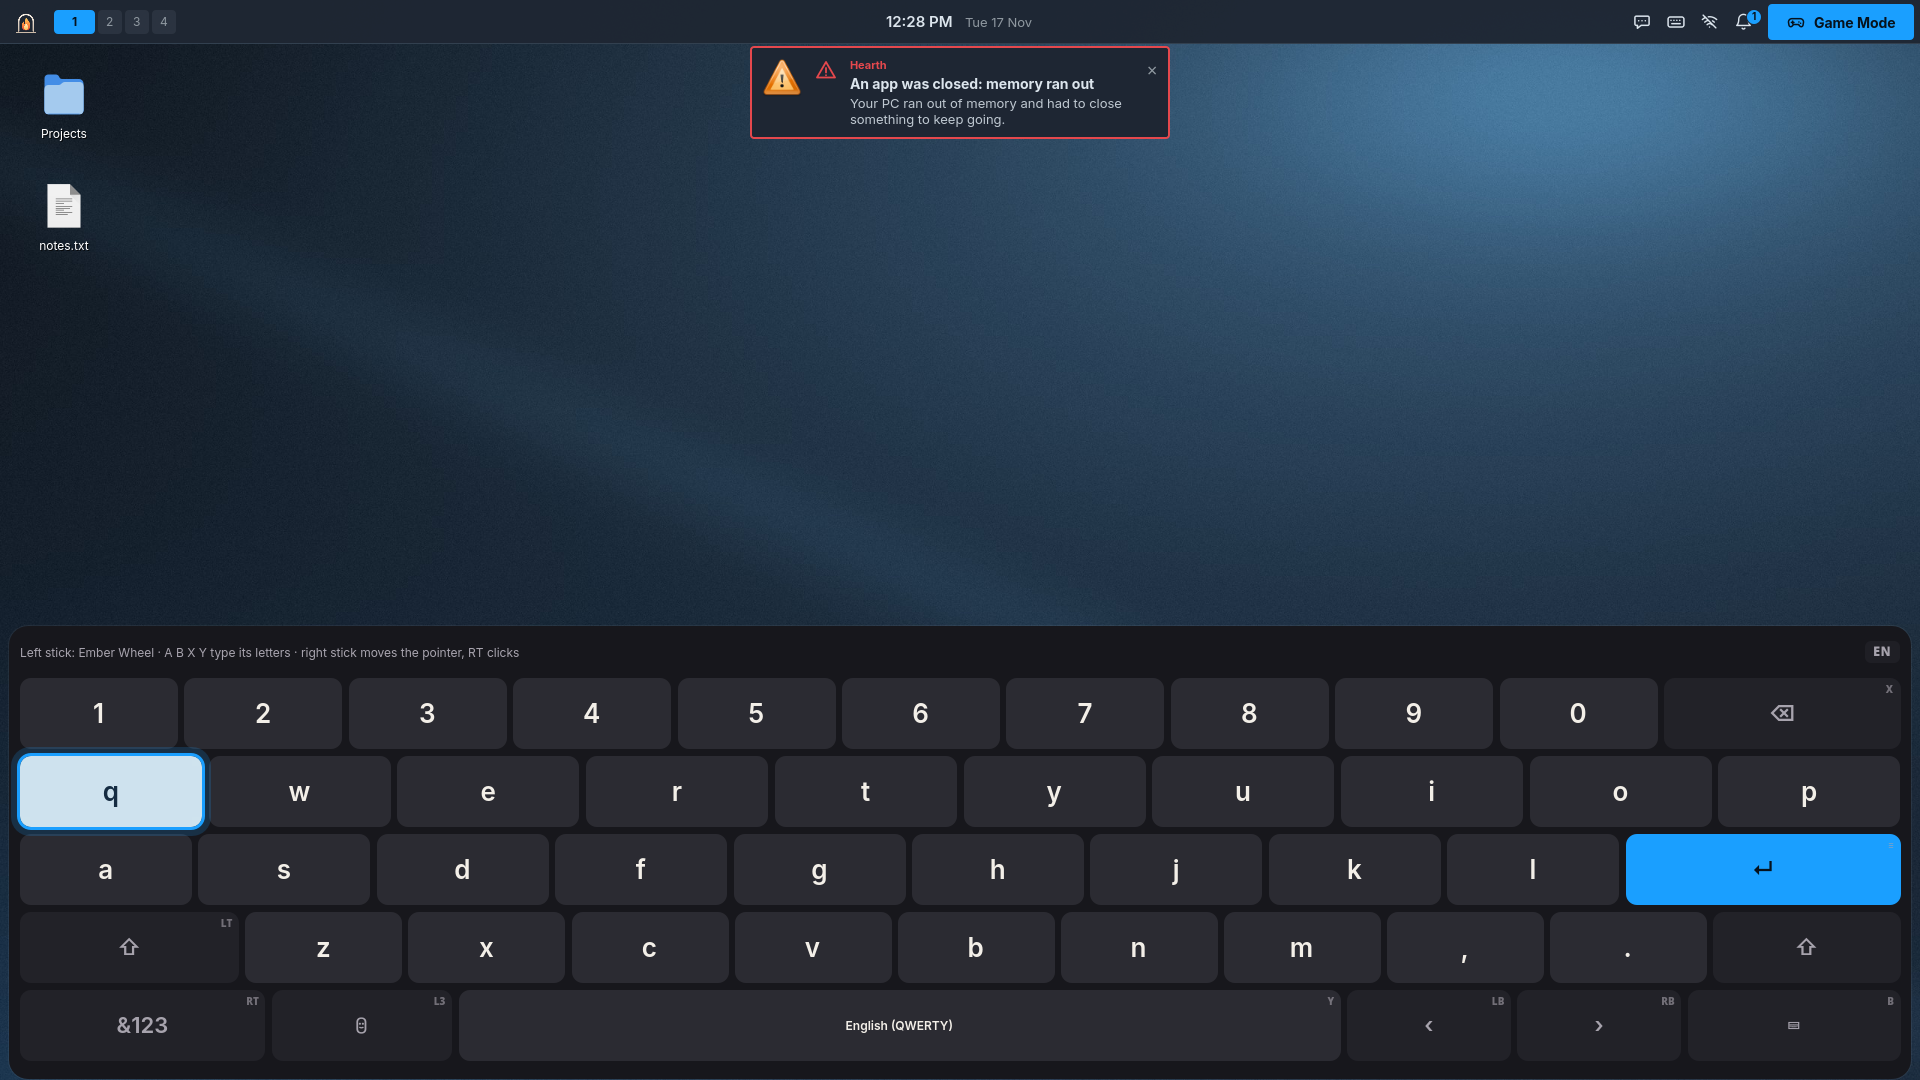 1 2 3 4
12:28 PM Tue 17 Nov
1
Game Mode
Hearth
An app was closed: memory ran out
Your PC ran out of memory and had to close
something to keep going.
Projects
notes.txt
Left stick: Ember Wheel · A B X Y type its letters · right stick moves the pointer, RT clicks
EN
1 2 3 4 5 6 7 8 9 0 X
q w e r t y u i o p
a s d f g h j k l
LT z x c v b n m , .
&123 RT L3 English (QWERTY) Y ‹ LB › RB B